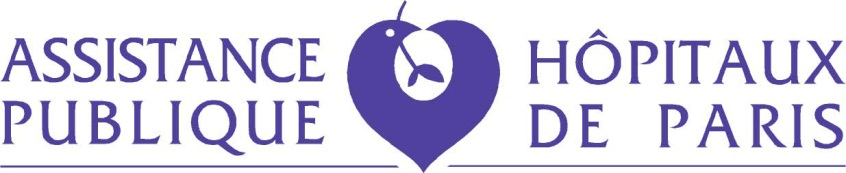 ASSISTANCE
PUBLIQUE
HÔPITAUX
DE PARIS